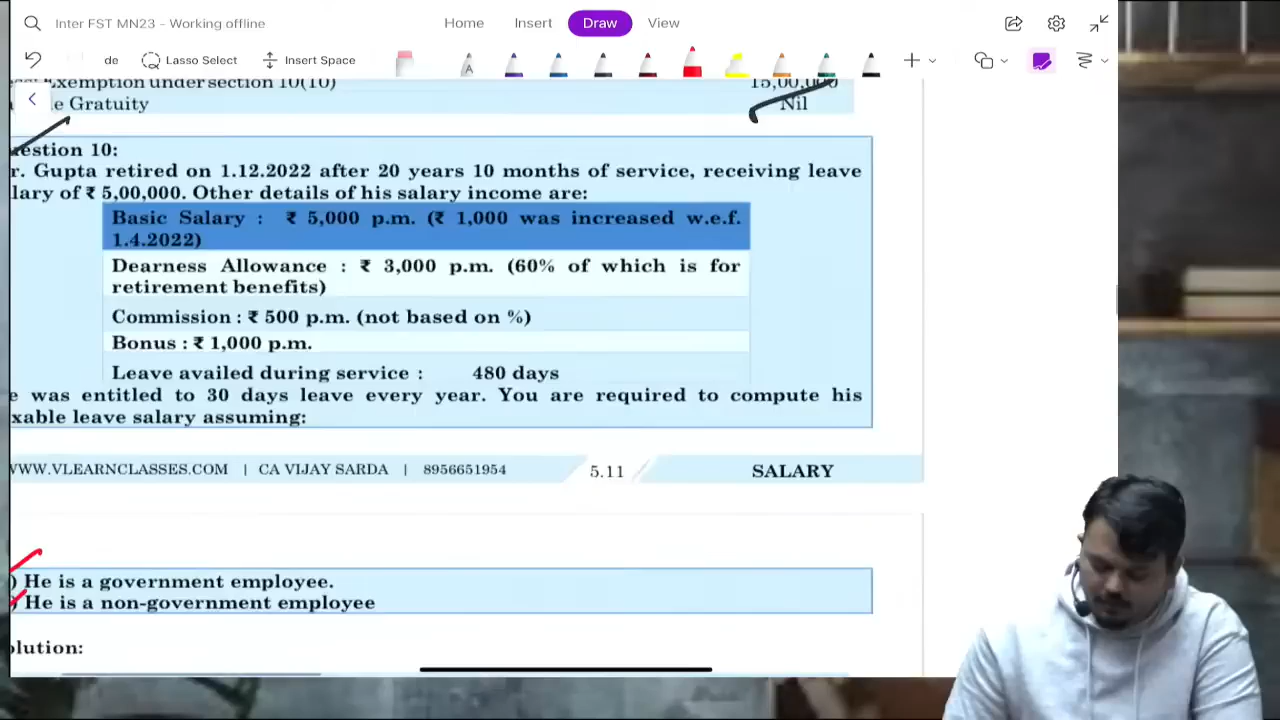 Inter FST MN23 - Working offline
Home Insert Draw View
de Lasso Select Insert Space
Exemption under section 10(10) 15,00,000
e Gratuity Nil
estion 10:
r. Gupta retired on 1.12.2022 after 20 years 10 months of service, receiving leave
lary of ₹ 5,00,000. Other details of his salary income are:
Basic Salary : ₹ 5,000 p.m. (₹ 1,000 was increased w.e.f.
1.4.2022)
Dearness Allowance : ₹ 3,000 p.m. (60% of which is for
retirement benefits)
Commission : ₹ 500 p.m. (not based on %)
Bonus : ₹ 1,000 p.m.
Leave availed during service : 480 days
e was entitled to 30 days leave every year. You are required to compute his
xable leave salary assuming:
WWW.VLEARNCLASSES.COM | CA VIJAY SARDA | 8956651954 5.11 SALARY
) He is a government employee.
) He is a non-government employee
olution: